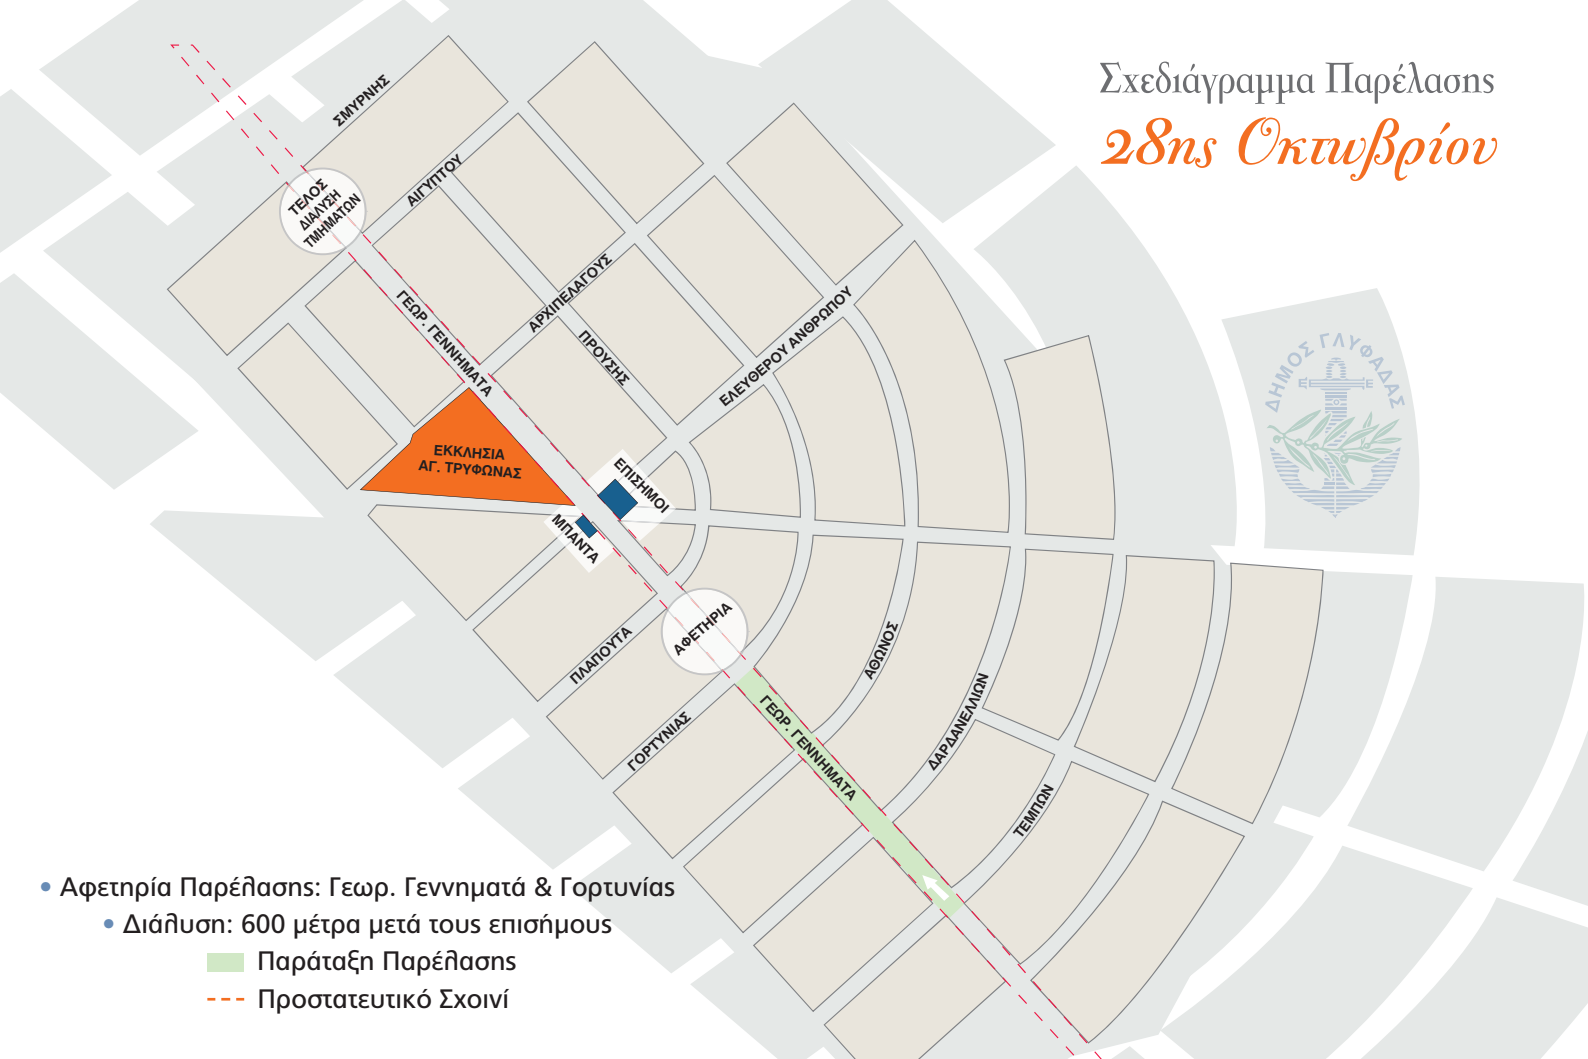 Σχεδιάγραμμα Παρέλασης
28ης Οκτωβρίου
ΣΜΥΡΝΗΣ
ΤΕΛΟΣ
ΔΙΑΛΥΣΗ
ΤΜΗΜΑΤΩΝ
ΑΙΓΥΠΤΟΥ
ΓΕΩΡ. ΓΕΝΝΗΜΑΤΑ
ΑΡΧΙΠΕΛΑΓΟΥΣ
ΠΡΟΥΣΗΣ
ΕΛΕΥΘΕΡΟΥ ΑΝΘΡΩΠΟΥ
ΔΗΜΟΣ ΓΛΥΦΑΔΑΣ
ΕΚΚΛΗΣΙΑ
ΑΓ. ΤΡΥΦΩΝΑΣ
ΕΠΙΣΗΜΟΙ
ΜΠΑΝΤΑ
ΑΦΕΤΗΡΙΑ
ΠΛΑΠΟΥΤΑ
ΓΟΡΤΥΝΙΑΣ
ΑΘΩΝΟΣ
ΔΑΡΔΑΝΕΛΛΙΩΝ
ΓΕΩΡ. ΓΕΝΝΗΜΑΤΑ
ΤΕΜΠΩΝ
• Αφετηρία Παρέλασης: Γεωρ. Γεννηματά & Γορτυνίας
• Διάλυση: 600 μέτρα μετά τους επισήμους
Παράταξη Παρέλασης
Προστατευτικό Σχοινί